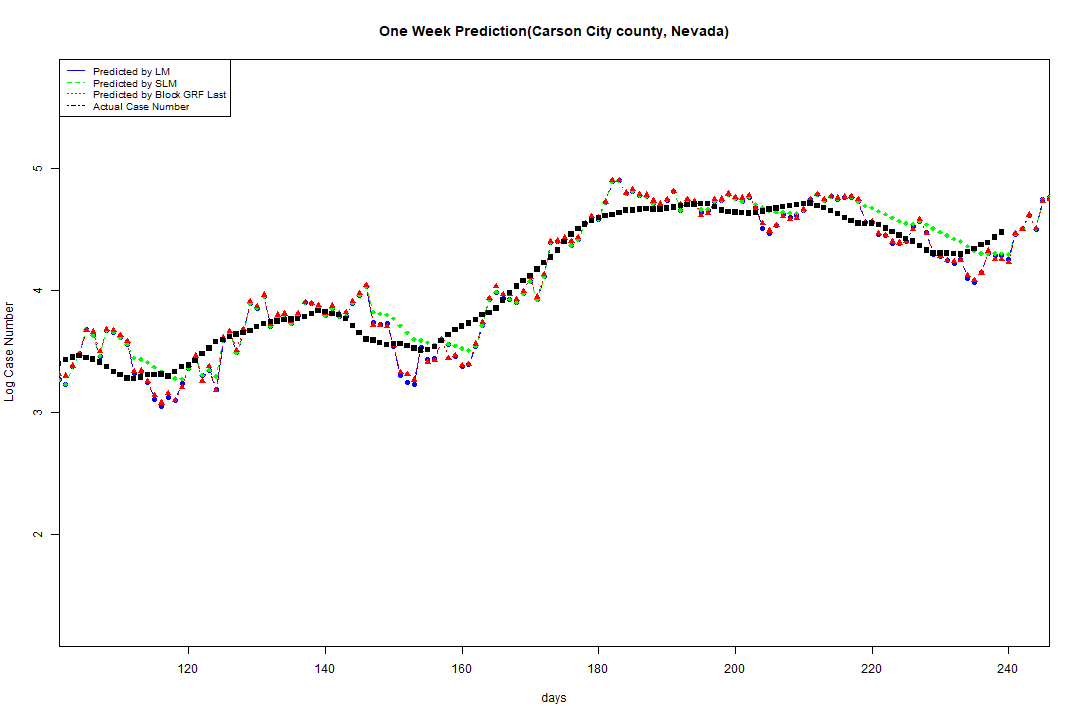 One Week Prediction(Carson City county, Nevada)
Predicted by LM
Predicted by SLM
Predicted by Block GRF Last
Actual Case Number
5
4
3
2
Log Case Number
120 140 160 180 200 220 240
days